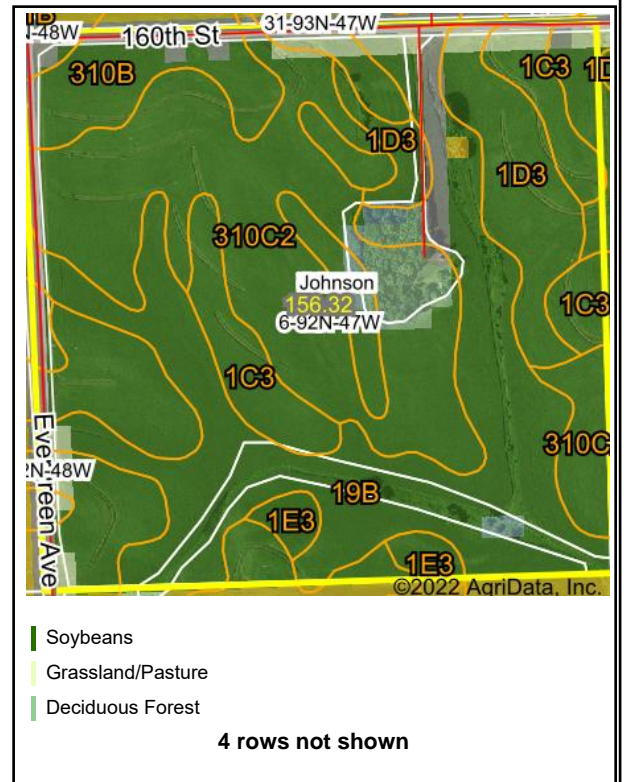 1B
N-48W
160th St
31-93N-47W
310B
1C3
1D
1D3
1D3
310C2
Johnson
156.32
6-92N-47W
1C3
1C3
310C
Evergreen Ave
2N-48W
19B
1E3
1E3
©2022 AgriData, Inc.
Soybeans
Grassland/Pasture
Deciduous Forest
4 rows not shown